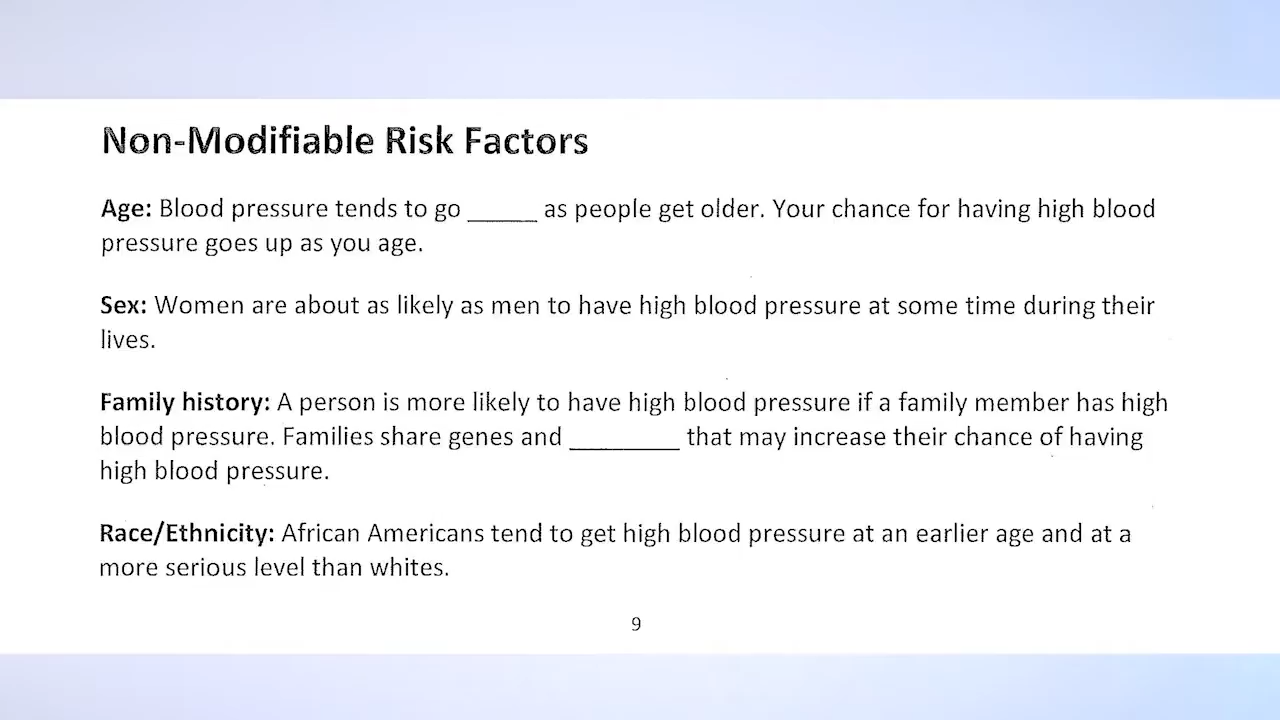 Non-Modifiable Risk Factors
Age: Blood pressure tends to go _____ as people get older. Your chance for having high blood
pressure goes up as you age.
Sex: Women are about as likely as men to have high blood pressure at some time during their
lives.
Family history: A person is more likely to have high blood pressure if a family member has high
blood pressure. Families share genes and ________ that may increase their chance of having
high blood pressure.
Race/Ethnicity: African Americans tend to get high blood pressure at an earlier age and at a
more serious level than whites.
9